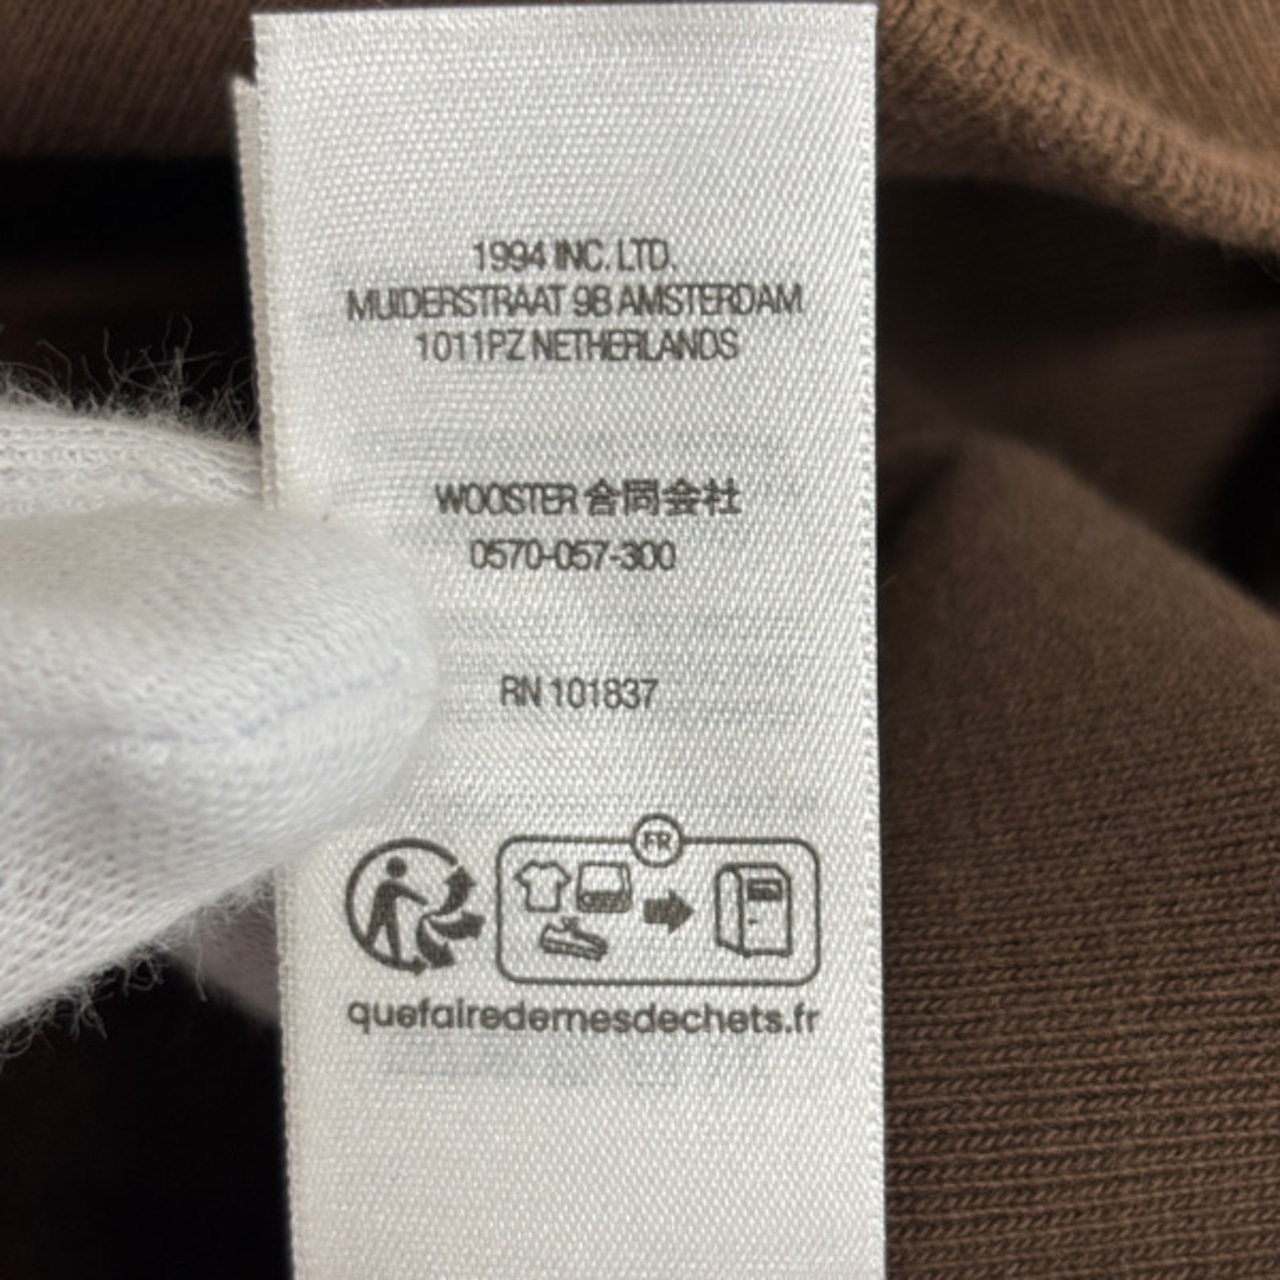 1994 INC. LTD.
MUIDERSTRAAT 9B AMSTERDAM
1011PZ NETHERLANDS
WOOSTER 合同会社
0570-057-300
RN 101837
FR
quefairedemesdechets.fr